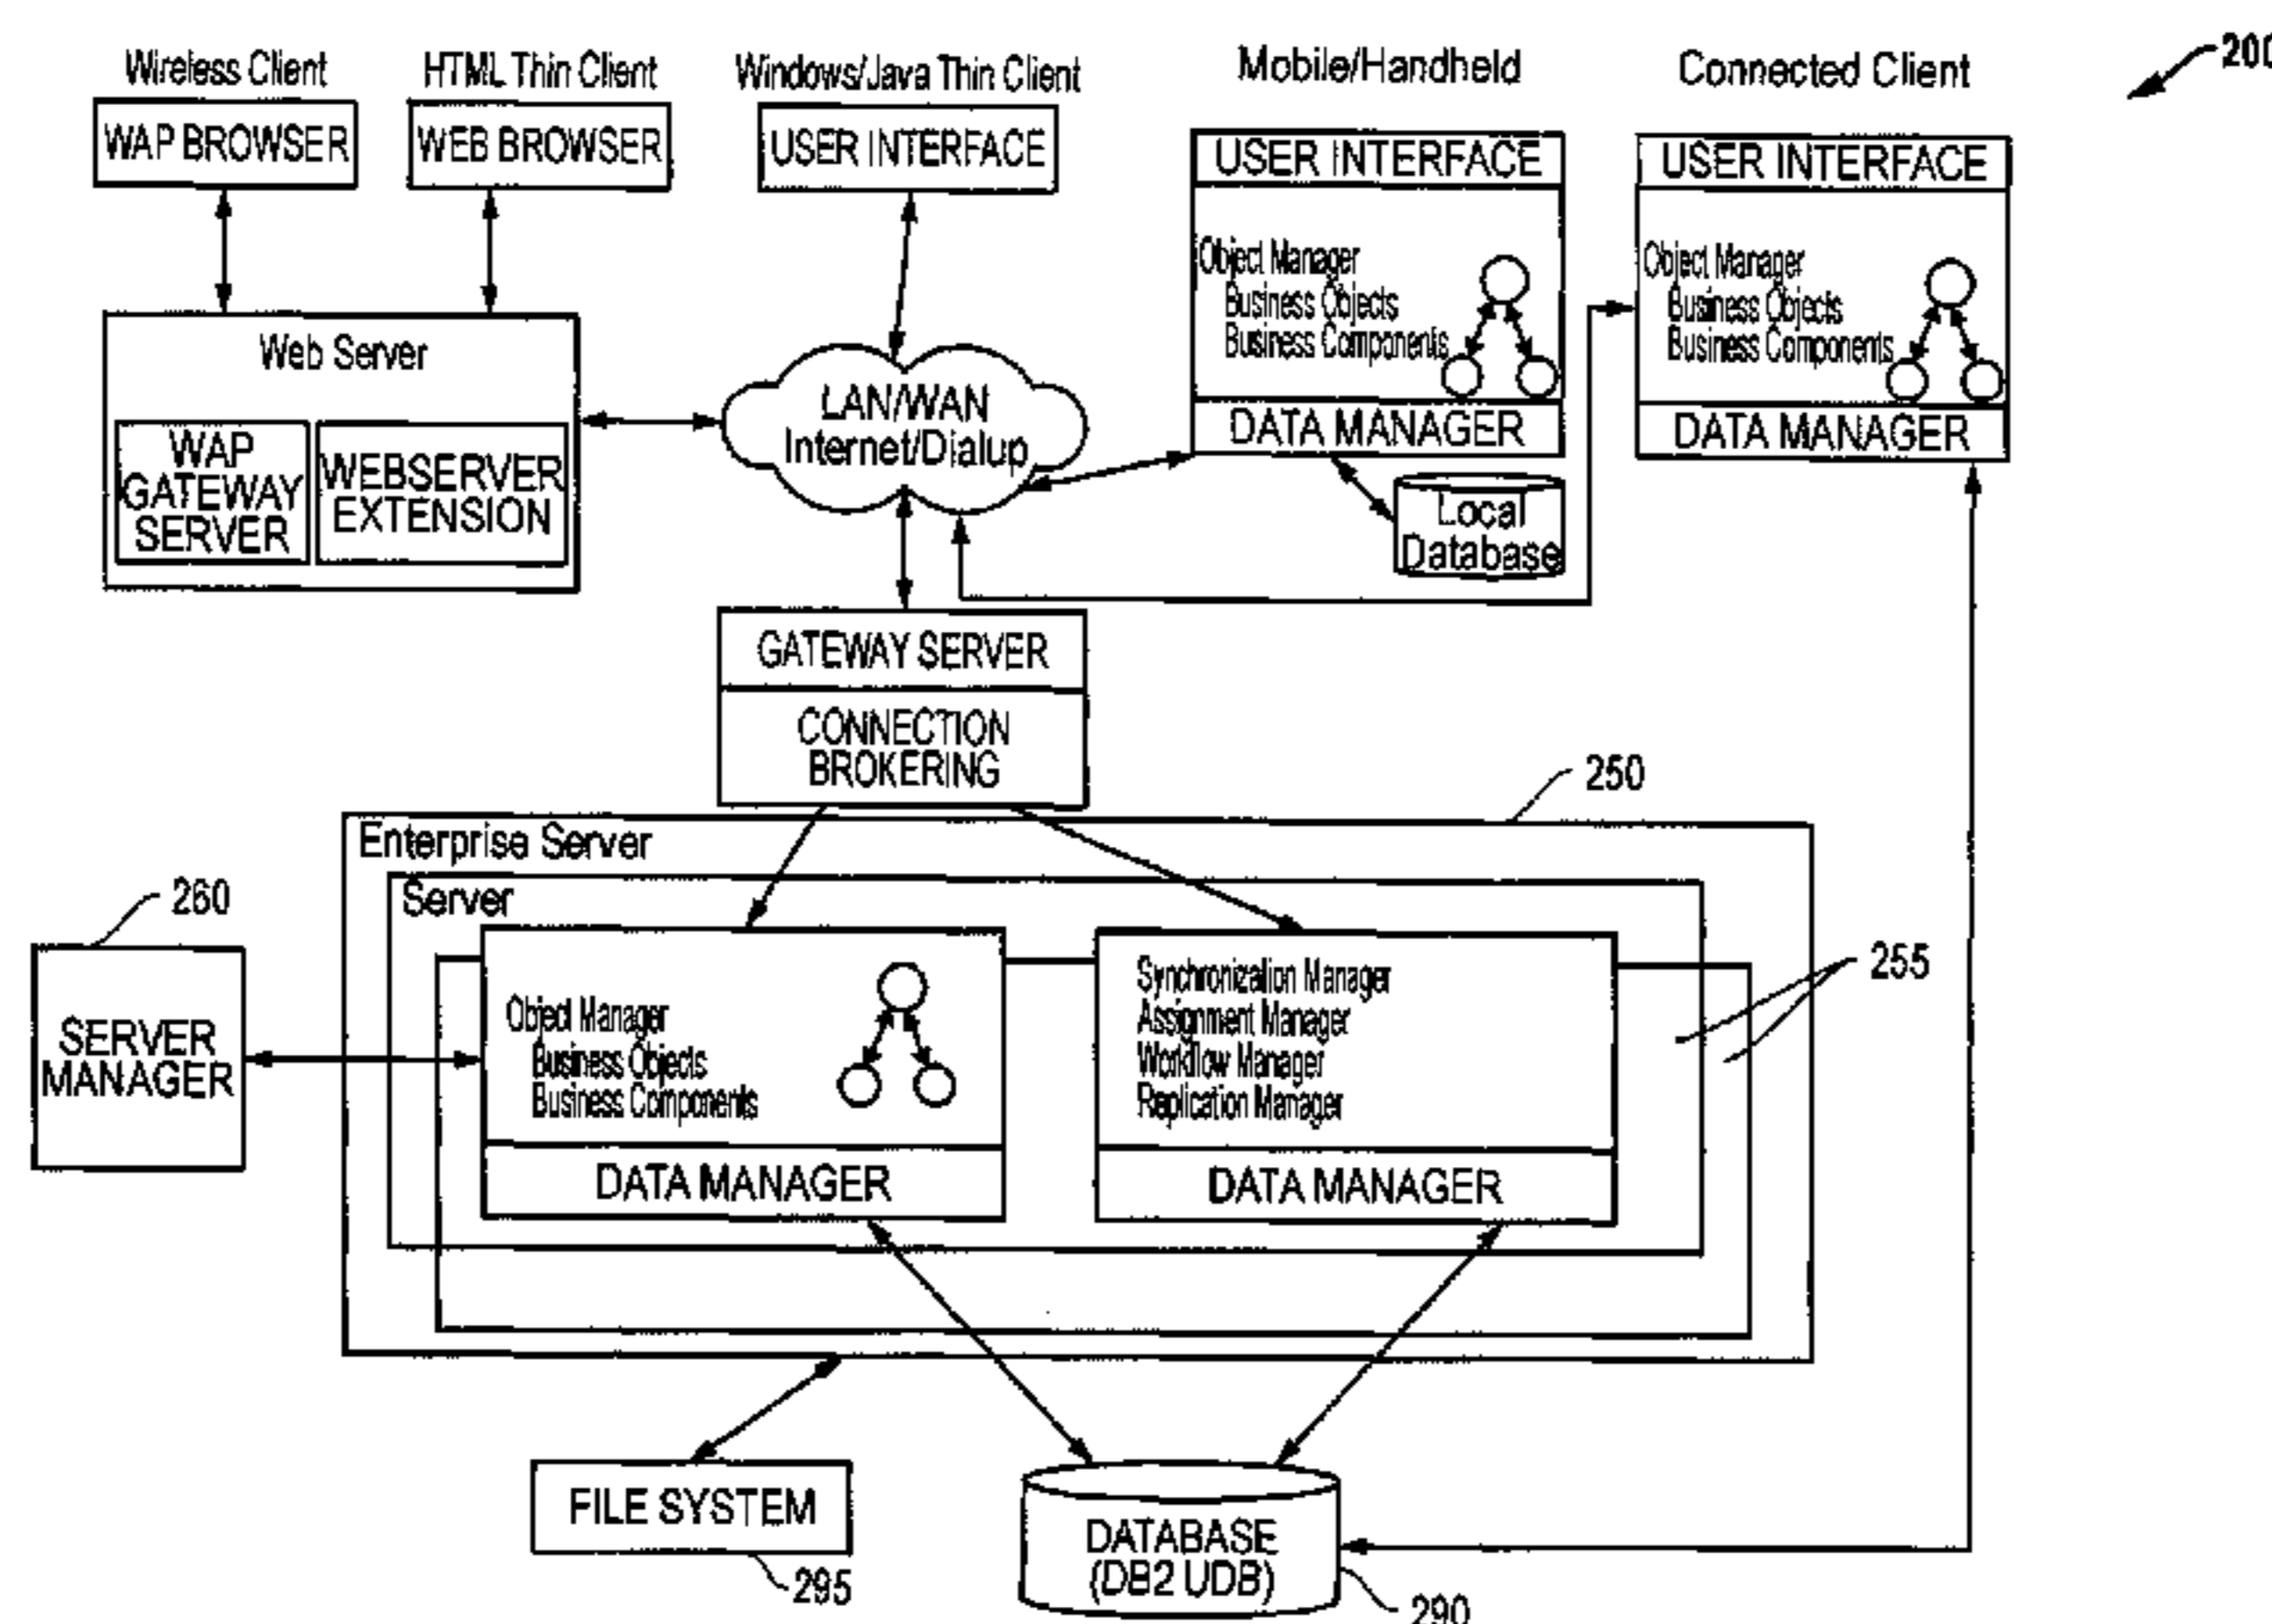 Wireless Client
HTML Thin Client
Windows/Java Thin Client
Mobile/Handheld
Connected Client
200
WAP BROWSER
WEB BROWSER
USER INTERFACE
USER INTERFACE
Object Manager
Business Objects
Business Components
DATA MANAGER
USER INTERFACE
Object Manager
Business Objects
Business Components
DATA MANAGER
Web Server
WAP
GATEWAY
SERVER
WEBSERVER
EXTENSION
LAN/WAN
Internet/Dialup
Local
Database
GATEWAY SERVER
CONNECTION
BROKERING
250
Enterprise Server
Server
260
SERVER
MANAGER
Object Manager
Business Objects
Business Components
DATA MANAGER
Synchronization Manager
Assignment Manager
Workflow Manager
Replication Manager
DATA MANAGER
255
FILE SYSTEM
295
DATABASE
(DB2 UDB)
290